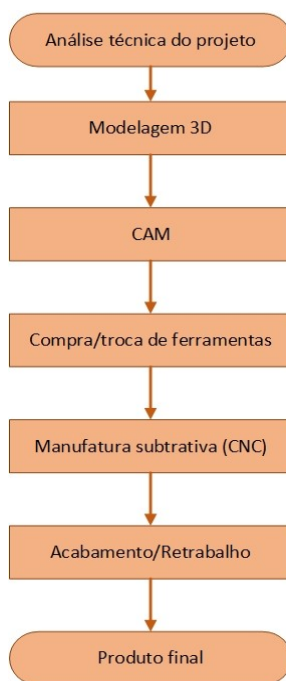 Análise técnica do projeto
Modelagem 3D
CAM
Compra/troca de ferramentas
Manufatura subtrativa (CNC)
Acabamento/Retrabalho
Produto final